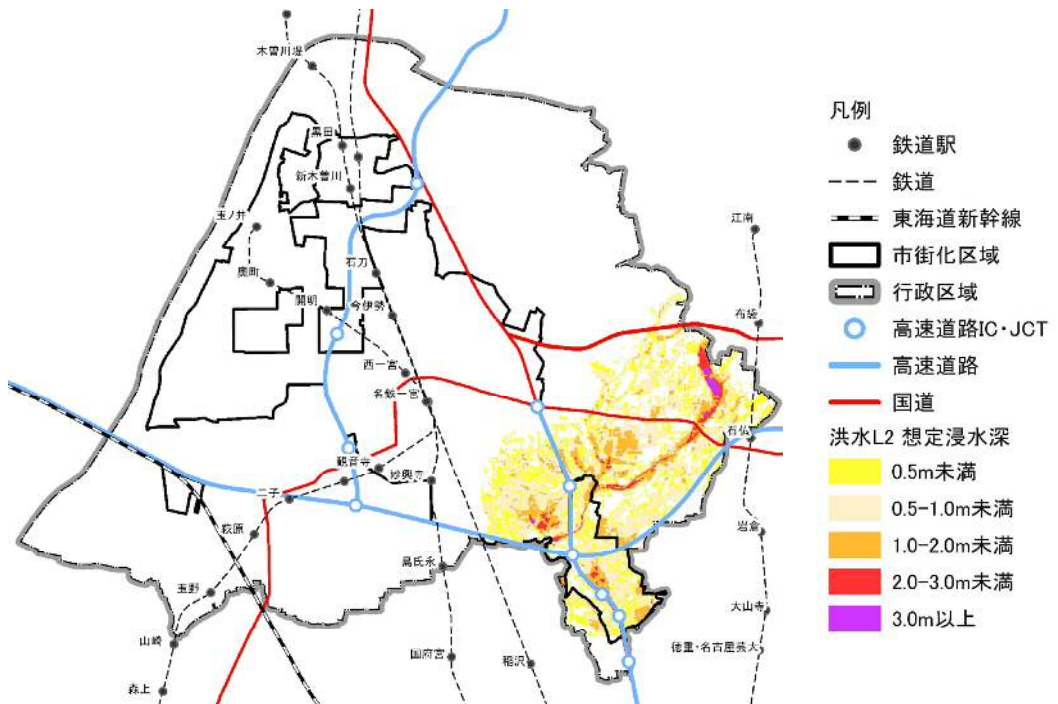 木曽川堤
黒田
新木曽川
玉ノ井
石刀
奥町
開明
今伊勢
西一宮
名鉄一宮
観音寺
妙興寺
二子
萩原
島氏永
玉野
山崎
森上
国府宮
稲沢
江南
布袋
石仏
岩倉
大山寺
徳重・名古屋芸大
凡例
鉄道駅
鉄道
東海道新幹線
市街化区域
行政区域
高速道路IC・JCT
高速道路
国道
洪水L2 想定浸水深
0.5m未満
0.5-1.0m未満
1.0-2.0m未満
2.0-3.0m未満
3.0m以上